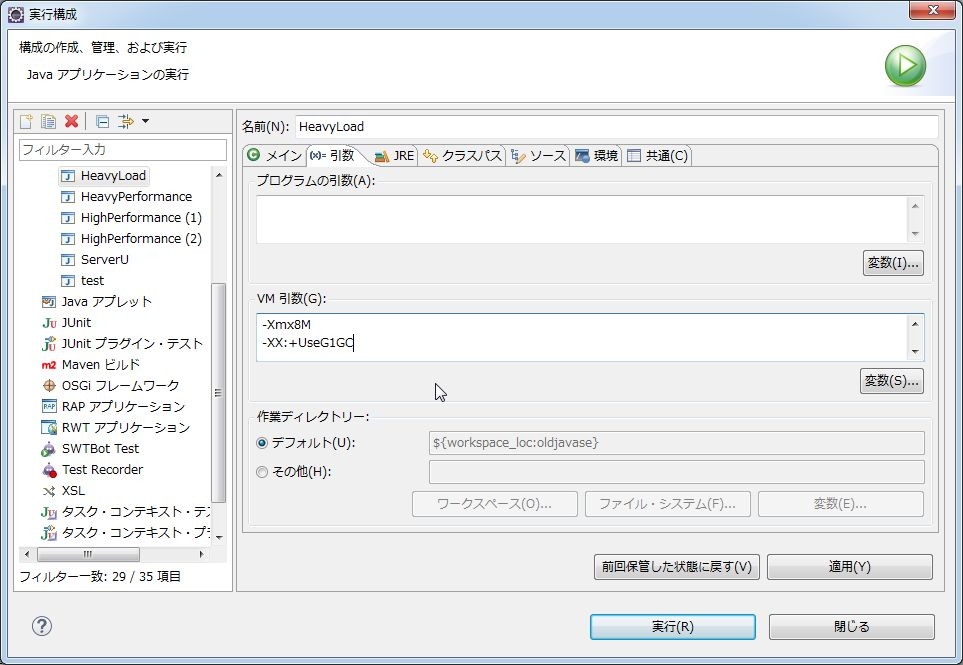 実行構成
構成の作成、管理、および実行
Java アプリケーションの実行
フィルター入力
HeavyLoad
HeavyPerformance
HighPerformance (1)
HighPerformance (2)
ServerU
test
Java アプレット
JUnit
JUnit プラグイン・テスト
Maven ビルド
OSGi フレームワーク
RAP アプリケーション
RWT アプリケーション
SWTBot Test
Test Recorder
XSL
タスク・コンテキスト・テス
タスク・コンテキスト・プラ
フィルター一致: 29 / 35 項目
名前(N): HeavyLoad
メイン (x)= 引数 JRE クラスパス ソース 環境 共通(C)
プログラムの引数(A):
変数(I)...
VM 引数(G):
-Xmx8M
-XX:+UseG1GC
変数(S)...
作業ディレクトリー:
デフォルト(U): ${workspace_loc:oldjavase}
その他(H):
ワークスペース(O)... ファイル・システム(F)... 変数(E)...
前回保管した状態に戻す(V) 適用(Y)
実行(R) 閉じる